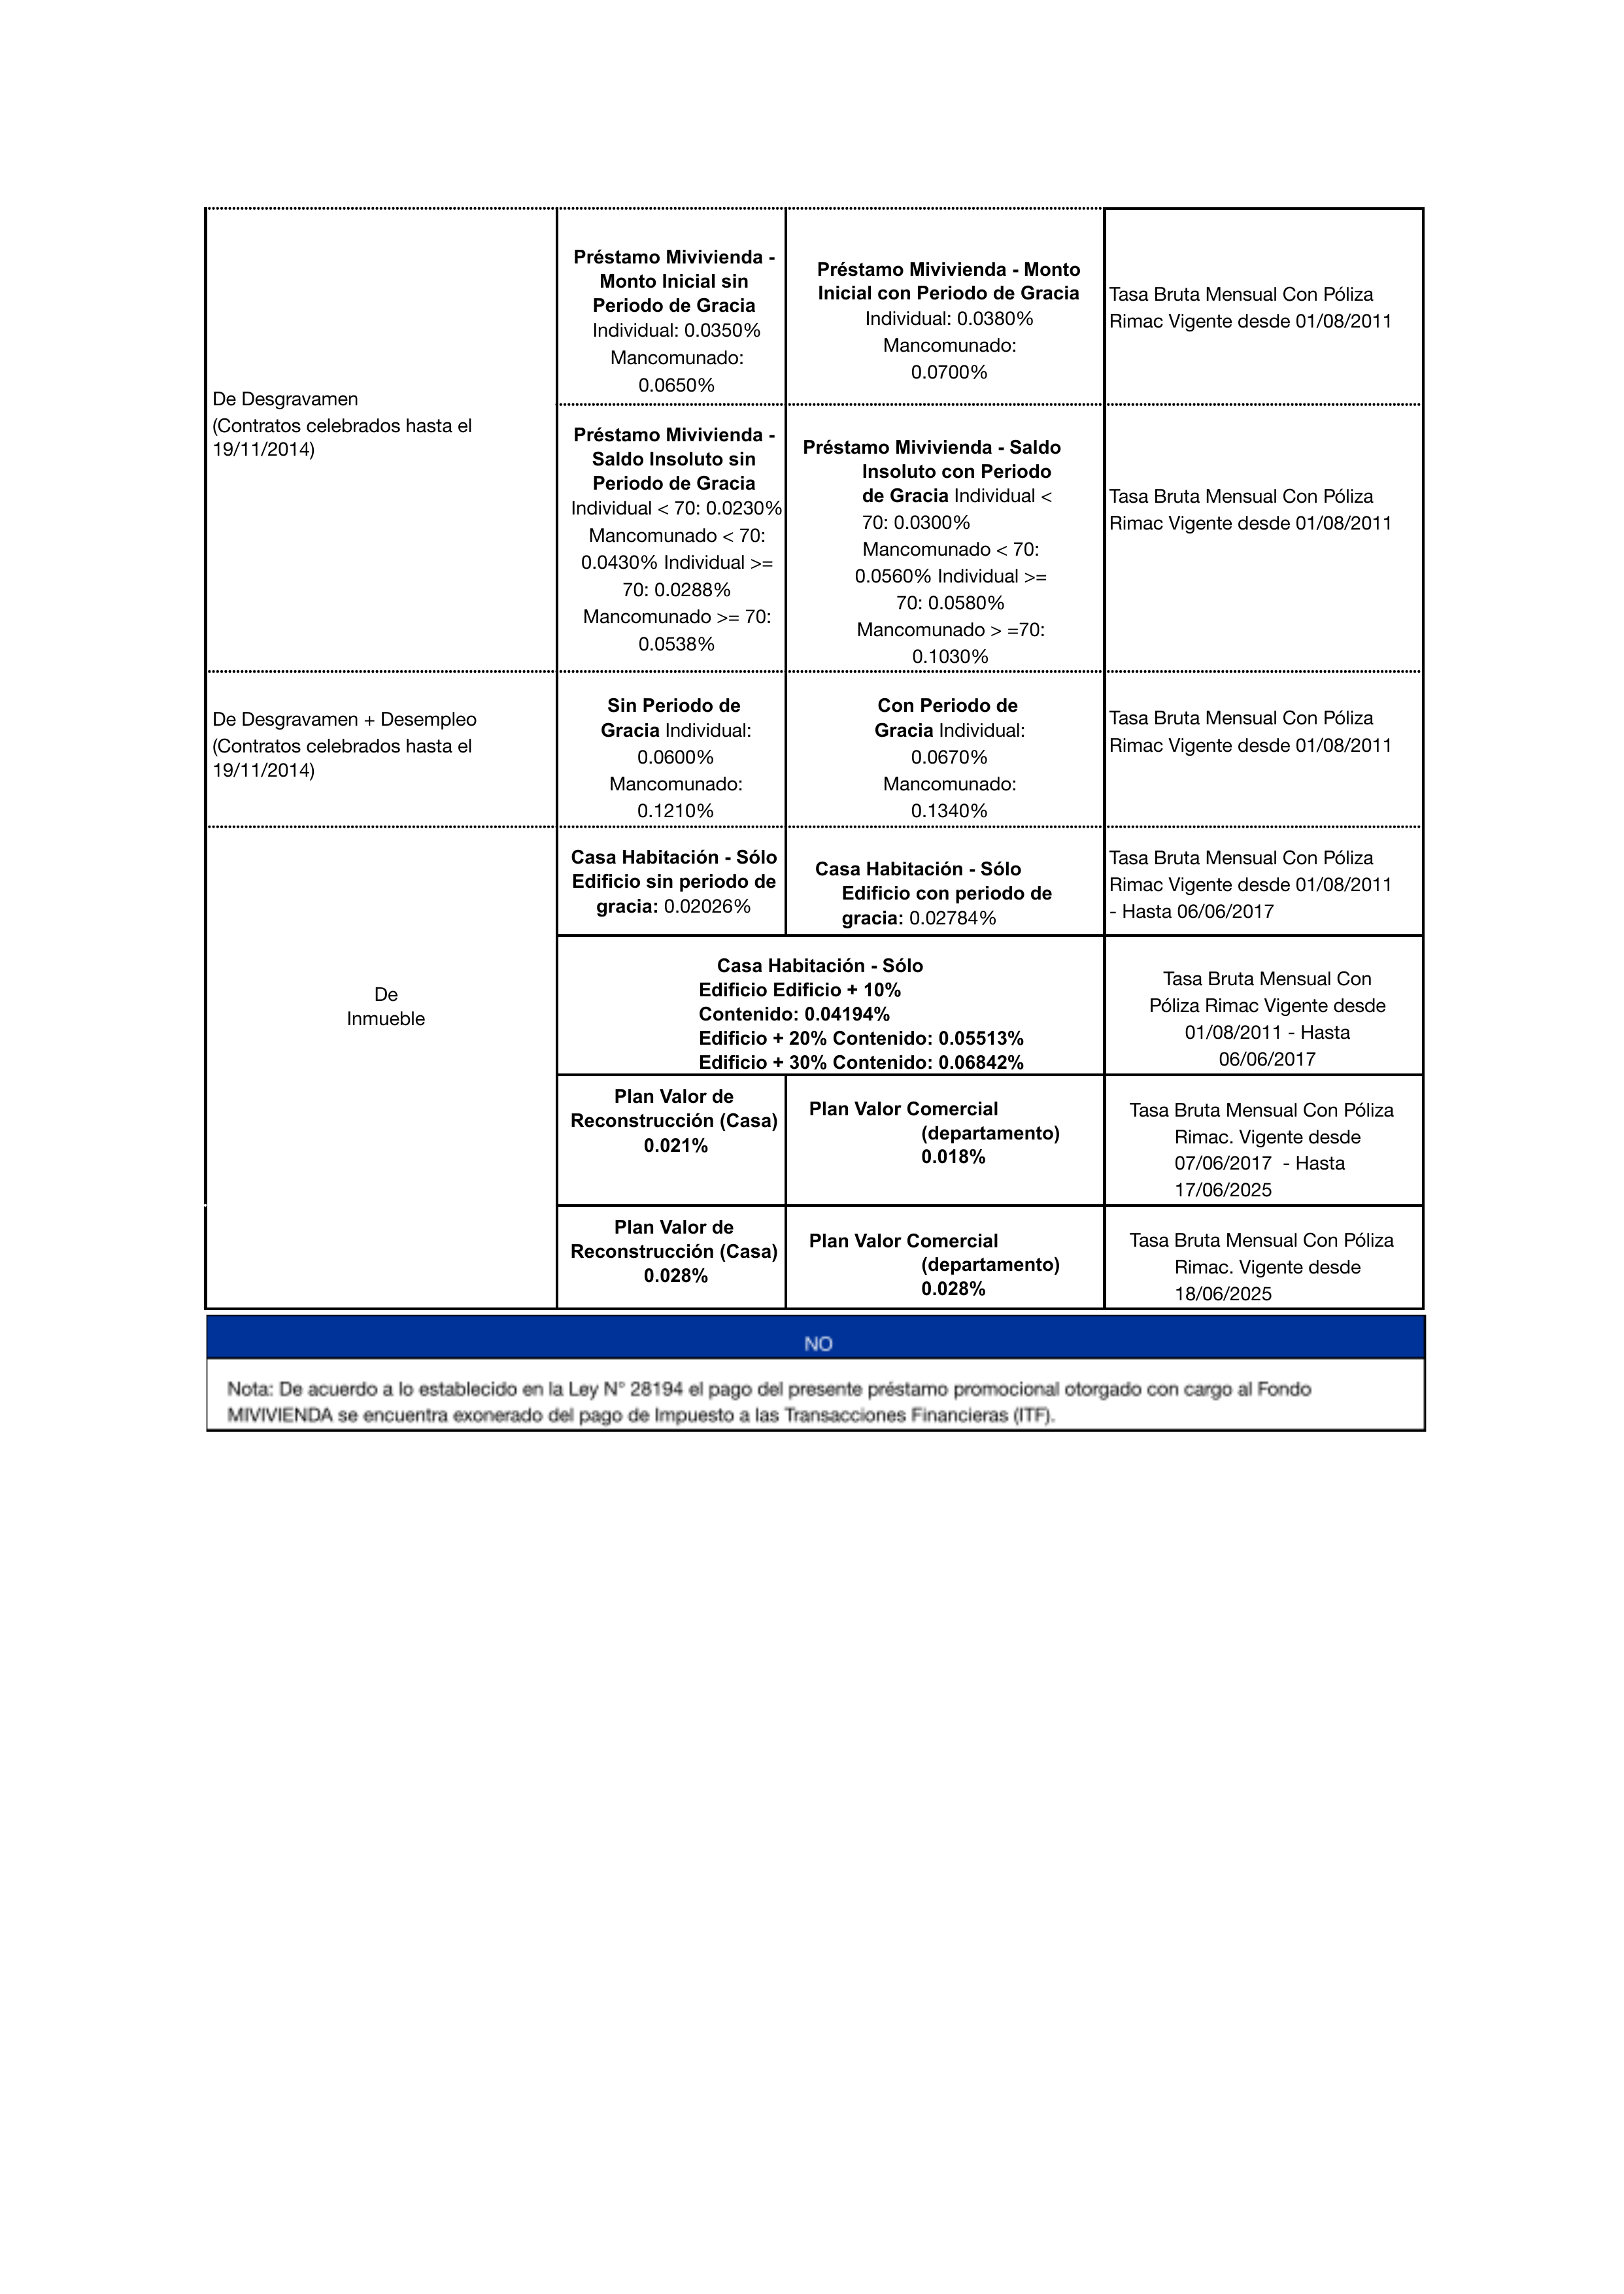 De Desgravamen
(Contratos celebrados hasta el
19/11/2014)
Préstamo Mivivienda -
Monto Inicial sin
Periodo de Gracia
Individual: 0.0350%
Mancomunado:
0.0650%
Préstamo Mivivienda - Monto
Inicial con Periodo de Gracia
Individual: 0.0380%
Mancomunado:
0.0700%
Tasa Bruta Mensual Con Póliza
Rimac Vigente desde 01/08/2011
Préstamo Mivivienda -
Saldo Insoluto sin
Periodo de Gracia
Individual < 70: 0.0230%
Mancomunado < 70:
0.0430% Individual >=
70: 0.0288%
Mancomunado >= 70:
0.0538%
Préstamo Mivivienda - Saldo
Insoluto con Periodo
de Gracia Individual <
70: 0.0300%
Mancomunado < 70:
0.0560% Individual >=
70: 0.0580%
Mancomunado > =70:
0.1030%
Tasa Bruta Mensual Con Póliza
Rimac Vigente desde 01/08/2011
De Desgravamen + Desempleo
(Contratos celebrados hasta el
19/11/2014)
Sin Periodo de
Gracia Individual:
0.0600%
Mancomunado:
0.1210%
Con Periodo de
Gracia Individual:
0.0670%
Mancomunado:
0.1340%
Tasa Bruta Mensual Con Póliza
Rimac Vigente desde 01/08/2011
De
Inmueble
Casa Habitación - Sólo
Edificio sin periodo de
gracia: 0.02026%
Casa Habitación - Sólo
Edificio con periodo de
gracia: 0.02784%
Tasa Bruta Mensual Con Póliza
Rimac Vigente desde 01/08/2011
- Hasta 06/06/2017
Casa Habitación - Sólo
Edificio Edificio + 10%
Contenido: 0.04194%
Edificio + 20% Contenido: 0.05513%
Edificio + 30% Contenido: 0.06842%
Tasa Bruta Mensual Con
Póliza Rimac Vigente desde
01/08/2011 - Hasta
06/06/2017
Plan Valor de
Reconstrucción (Casa)
0.021%
Plan Valor Comercial
(departamento)
0.018%
Tasa Bruta Mensual Con Póliza
Rimac. Vigente desde
07/06/2017 - Hasta
17/06/2025
Plan Valor de
Reconstrucción (Casa)
0.028%
Plan Valor Comercial
(departamento)
0.028%
Tasa Bruta Mensual Con Póliza
Rimac. Vigente desde
18/06/2025
NO
Nota: De acuerdo a lo establecido en la Ley N° 28194 el pago del presente préstamo promocional otorgado con cargo al Fondo
MIVIVIENDA se encuentra exonerado del pago de Impuesto a las Transacciones Financieras (ITF).